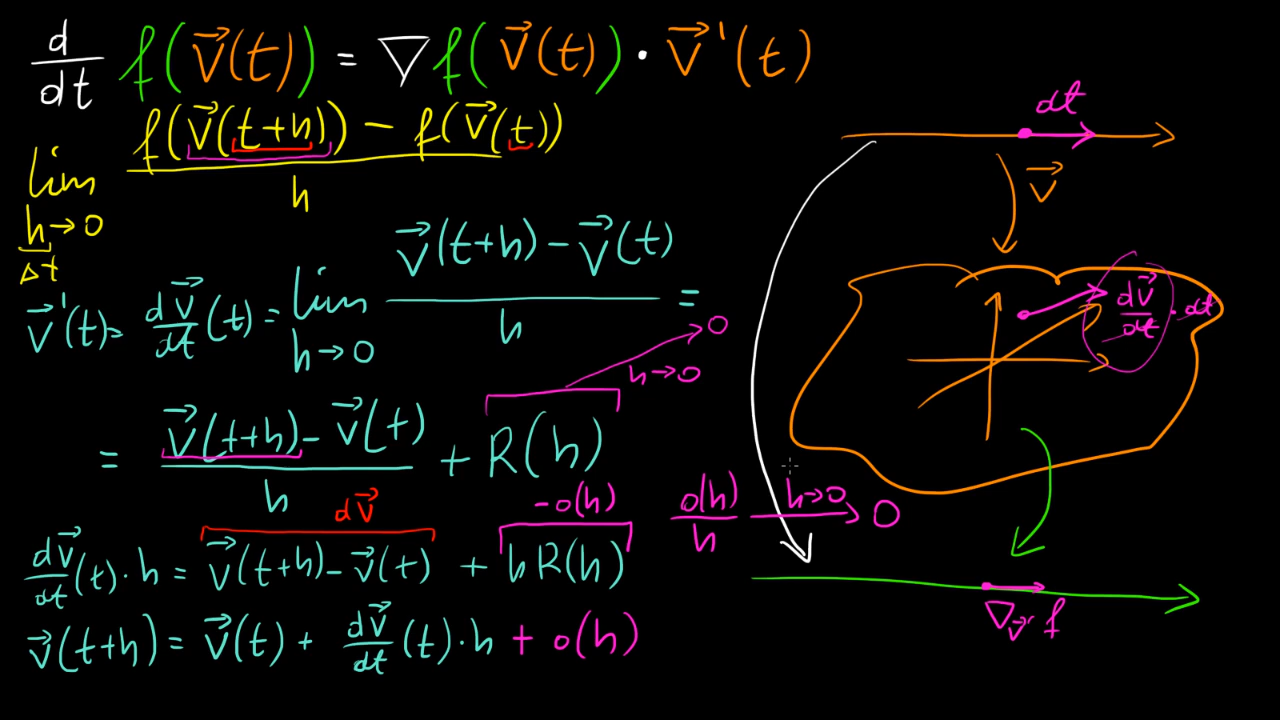 d/dt f(v⃗(t)) = ∇f(v⃗(t)) · v⃗'(t)
lim h→0 (f(v⃗(t+h)) − f(v⃗(t)))/h
Δt
v⃗'(t) = dv⃗/dt (t) = lim h→0 (v⃗(t+h) − v⃗(t))/h =
= (v⃗(t+h) − v⃗(t))/h + R(h)
h→0 0
dv⃗
-o(h)
o(h)/h h→0 0
dv⃗/dt (t) · h = v⃗(t+h) − v⃗(t) + hR(h)
v⃗(t+h) = v⃗(t) + dv⃗/dt (t) · h + o(h)
dt
v⃗
dv⃗/dt · dt
∇v⃗' f